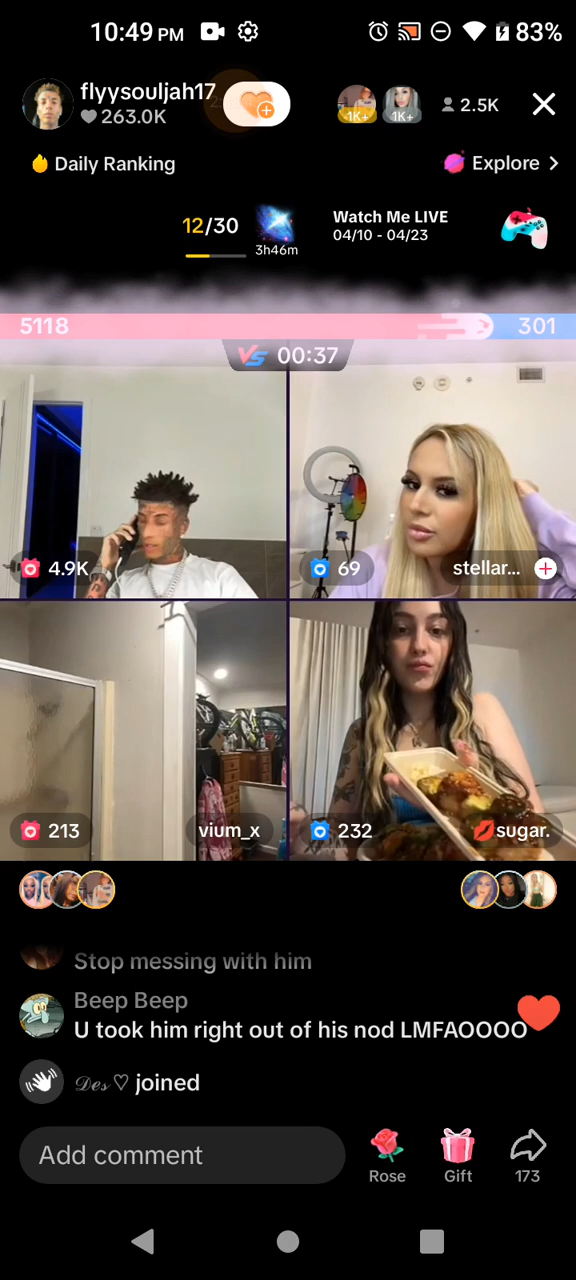 10:49 PM
83%
flyysouljah17
263.0K
1K+
1K+
2.5K
Daily Ranking
Explore
12/30
3h46m
Watch Me LIVE
04/10 - 04/23
5118
301
VS 00:37
4.9K
69
stellar...
213
vium_x
232
💋sugar.
Stop messing with him
Beep Beep
U took him right out of his nod LMFAOOOO
𝒟𝑒𝓈 ♡ joined
Add comment
Rose
Gift
173